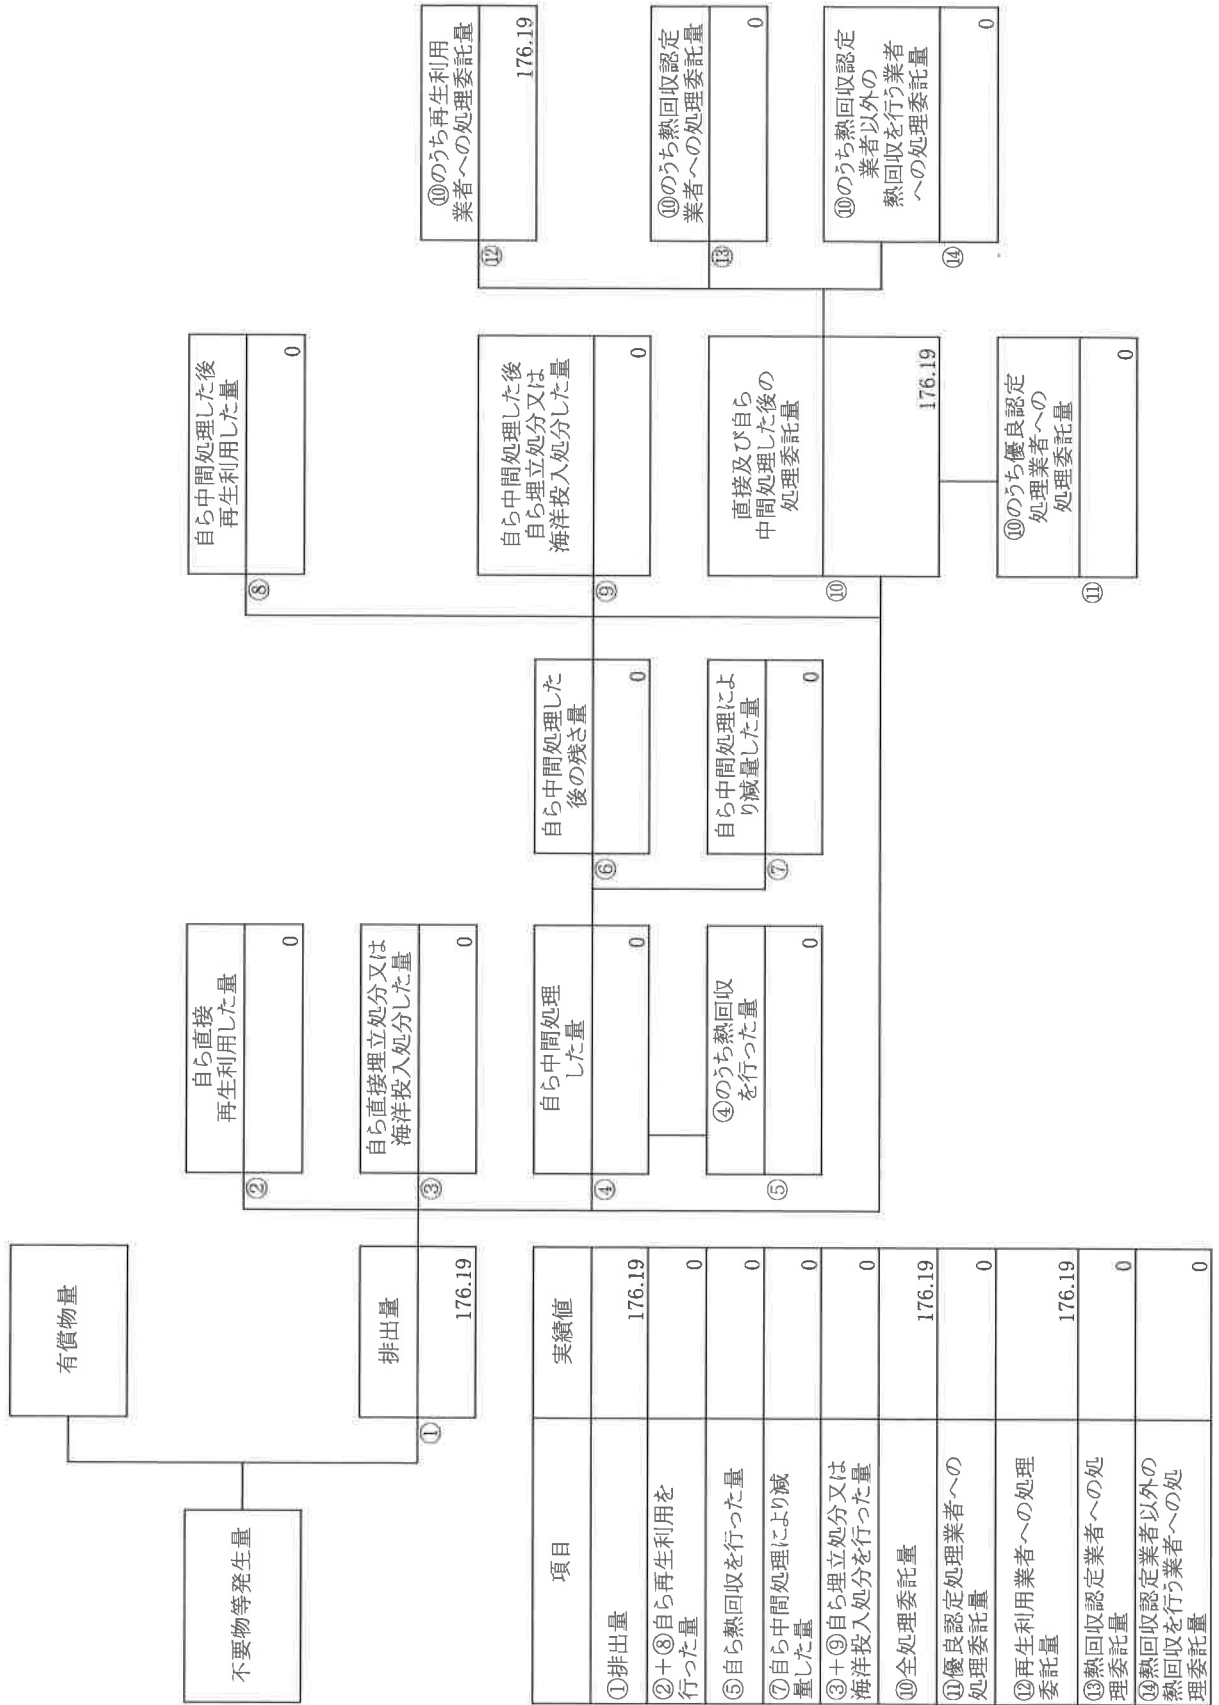 不要物等発生量
有償物量
①
排出量
176.19
②
自ら直接
再生利用した量
0
③
自ら直接埋立処分又は
海洋投入処分した量
0
④
自ら中間処理
した量
0
⑤
④のうち熱回収
を行った量
0
⑥
自ら中間処理した
後の残さ量
0
⑦
自ら中間処理によ
り減量した量
0
⑧
自ら中間処理した後
再生利用した量
0
⑨
自ら中間処理した後
自ら埋立処分又は
海洋投入処分した量
0
⑩
直接及び自ら
中間処理した後の
処理委託量
176.19
⑪
⑩のうち優良認定
処理業者への
処理委託量
0
⑫
⑩のうち再生利用
業者への処理委託量
176.19
⑬
⑩のうち熱回収認定
業者への処理委託量
0
⑭
⑩のうち熱回収認定
業者以外の
熱回収を行う業者
への処理委託量
0
項目 実績値
①排出量 176.19
②+⑧自ら再生利用を
行った量 0
⑤自ら熱回収を行った量 0
⑦自ら中間処理により減
量した量 0
③+⑨自ら埋立処分又は
海洋投入処分を行った量 0
⑩全処理委託量 176.19
⑪優良認定処理業者への
処理委託量 0
⑫再生利用業者への処理
委託量 176.19
⑬熱回収認定業者への処
理委託量 0
⑭熱回収認定業者以外の
熱回収を行う業者への処
理委託量 0